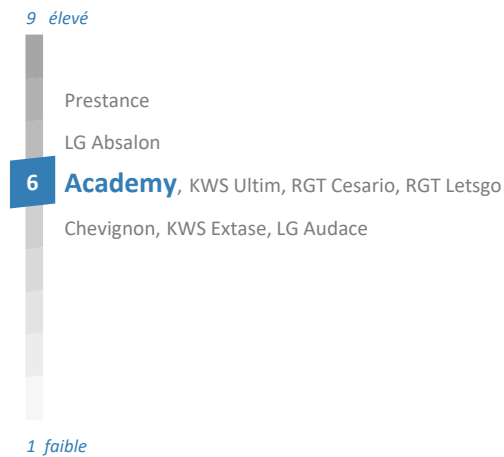 9 élevé
Prestance
LG Absalon
6 Academy, KWS Ultim, RGT Cesario, RGT Letsgo
Chevignon, KWS Extase, LG Audace
1 faible